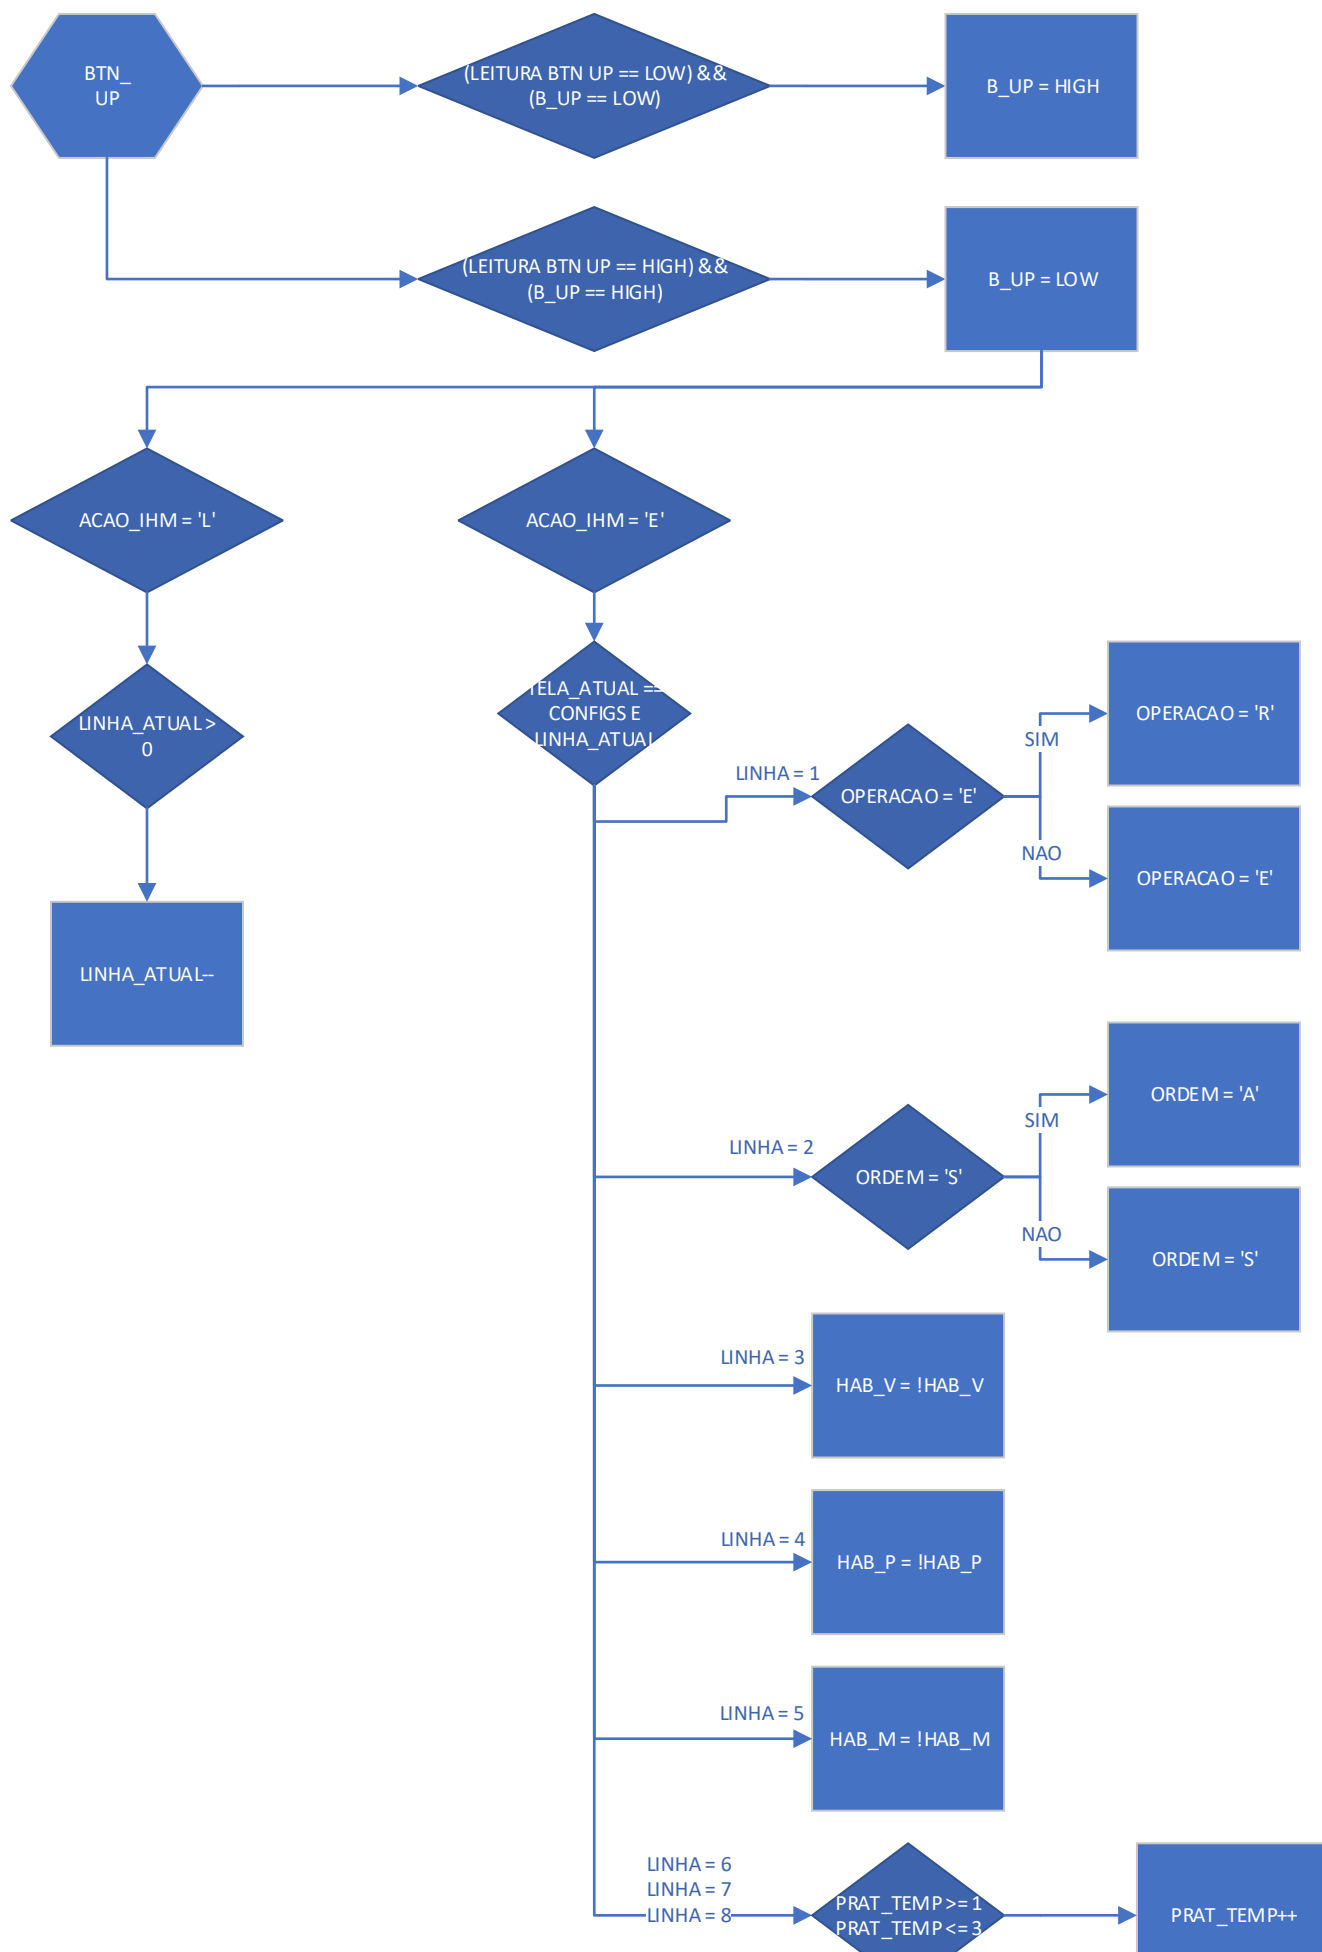 BTN_
UP
(LEITURA BTN UP == LOW) &&
(B_UP == LOW)
B_UP = HIGH
(LEITURA BTN UP == HIGH) &&
(B_UP == HIGH)
B_UP = LOW
ACAO_IHM = 'L'
ACAO_IHM = 'E'
LINHA_ATUAL >
0
LINHA_ATUAL--
TELA_ATUAL ==
CONFIGS E
LINHA_ATUAL
LINHA = 1
OPERACAO = 'E'
SIM
OPERACAO = 'R'
NAO
OPERACAO = 'E'
LINHA = 2
ORDEM = 'S'
SIM
ORDEM = 'A'
NAO
ORDEM = 'S'
LINHA = 3
HAB_V = !HAB_V
LINHA = 4
HAB_P = !HAB_P
LINHA = 5
HAB_M = !HAB_M
LINHA = 6
LINHA = 7
LINHA = 8
PRAT_TEMP >= 1
PRAT_TEMP <= 3
PRAT_TEMP++